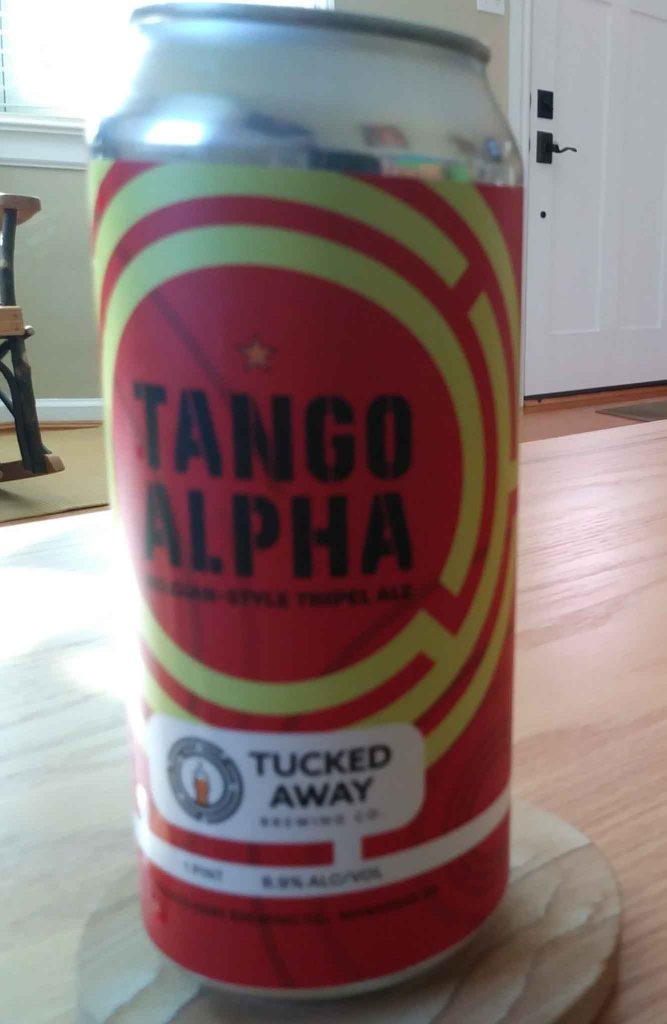 TANGO
ALPHA
BELGIAN-STYLE TRIPEL ALE
TUCKED
AWAY
BREWING CO.
1 PINT 8.9% ALC/VOL